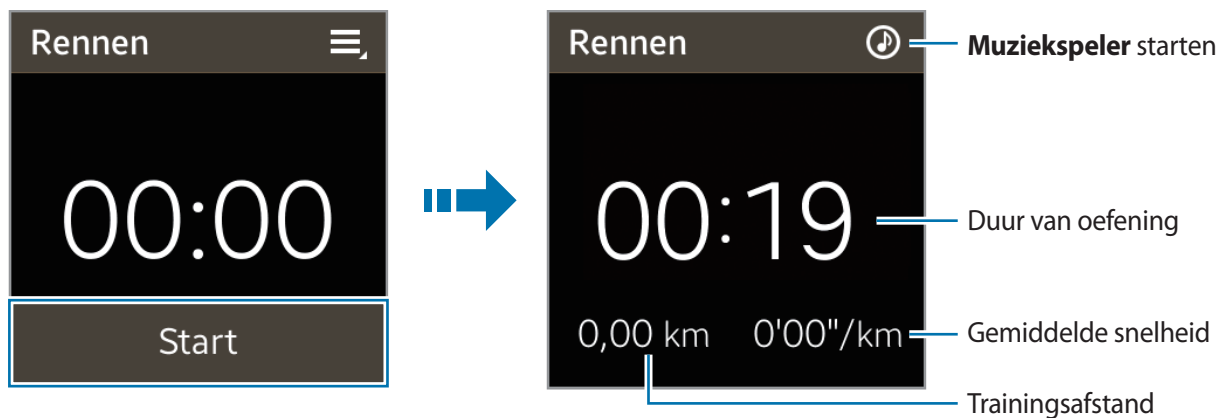 Rennen
00:00
Start
Rennen
Muziekspeler starten
00:19
Duur van oefening
0,00 km 0'00"/km
Gemiddelde snelheid
Trainingsafstand